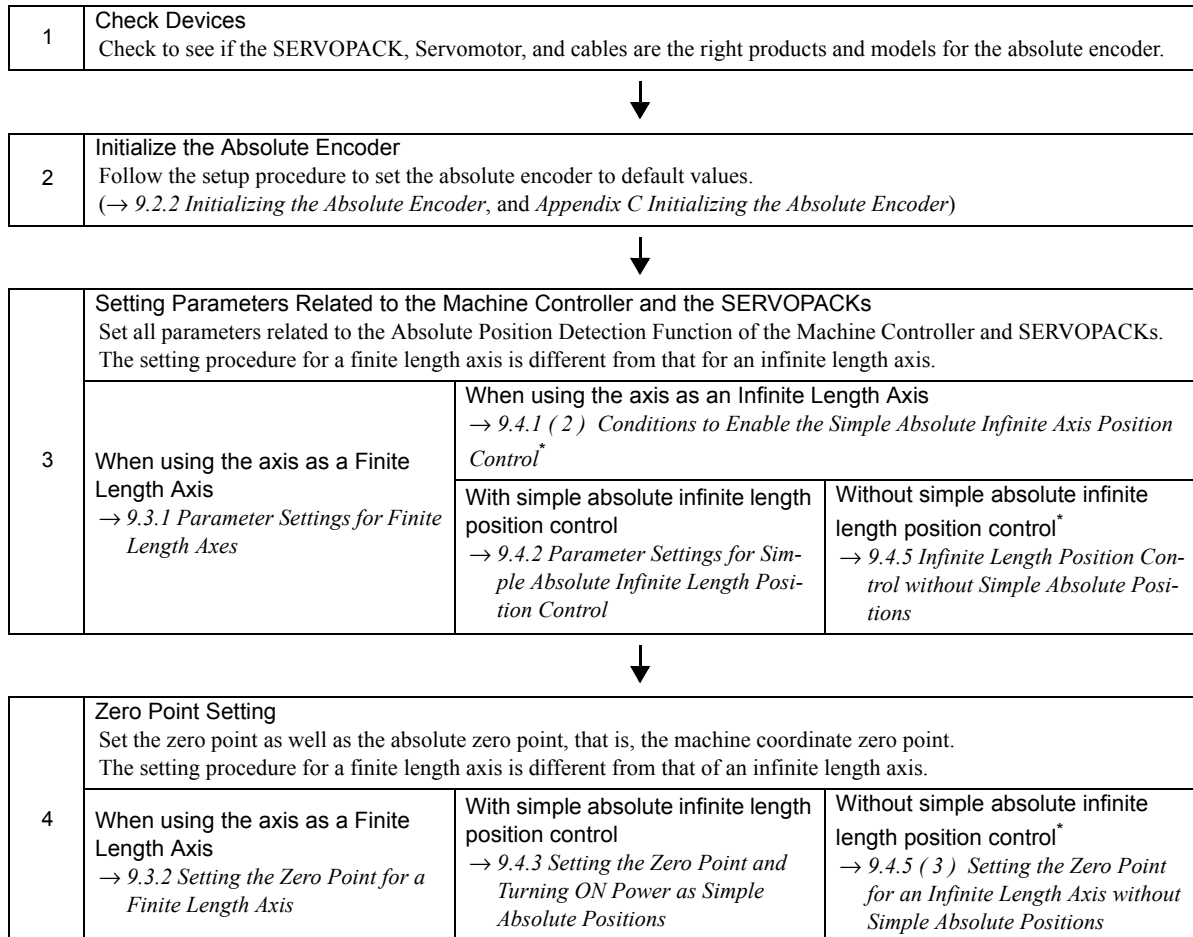 1
Check Devices
Check to see if the SERVOPACK, Servomotor, and cables are the right products and models for the absolute encoder.
2
Initialize the Absolute Encoder
Follow the setup procedure to set the absolute encoder to default values.
(→ 9.2.2 Initializing the Absolute Encoder, and Appendix C Initializing the Absolute Encoder)
3
Setting Parameters Related to the Machine Controller and the SERVOPACKs
Set all parameters related to the Absolute Position Detection Function of the Machine Controller and SERVOPACKs.
The setting procedure for a finite length axis is different from that for an infinite length axis.
When using the axis as a Finite
Length Axis
→ 9.3.1 Parameter Settings for Finite
Length Axes
When using the axis as an Infinite Length Axis
→ 9.4.1 ( 2 ) Conditions to Enable the Simple Absolute Infinite Axis Position
Control*
With simple absolute infinite length
position control
→ 9.4.2 Parameter Settings for Sim-
ple Absolute Infinite Length Posi-
tion Control
Without simple absolute infinite
length position control*
→ 9.4.5 Infinite Length Position Con-
trol without Simple Absolute Posi-
tions
4
Zero Point Setting
Set the zero point as well as the absolute zero point, that is, the machine coordinate zero point.
The setting procedure for a finite length axis is different from that of an infinite length axis.
When using the axis as a Finite
Length Axis
→ 9.3.2 Setting the Zero Point for a
Finite Length Axis
With simple absolute infinite length
position control
→ 9.4.3 Setting the Zero Point and
Turning ON Power as Simple
Absolute Positions
Without simple absolute infinite
length position control*
→ 9.4.5 ( 3 ) Setting the Zero Point
for an Infinite Length Axis without
Simple Absolute Positions